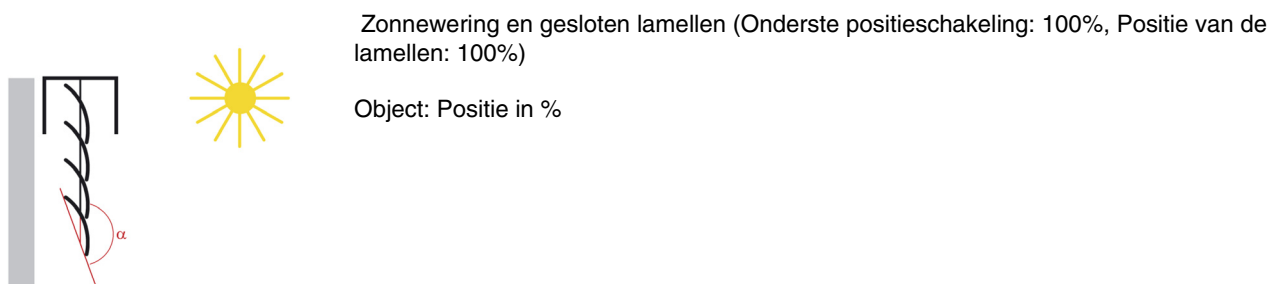 Zonnewering en gesloten lamellen (Onderste positieschakeling: 100%, Positie van de
lamellen: 100%)
Object: Positie in %
α